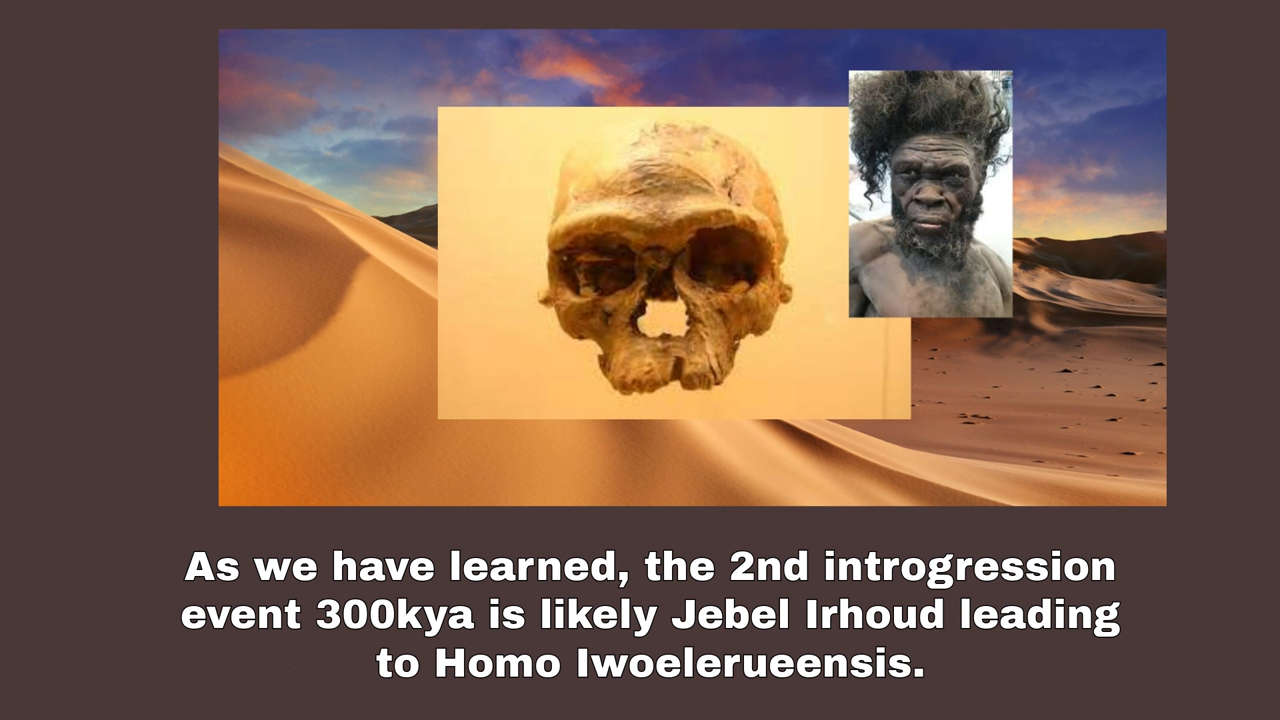 As we have learned, the 2nd introgression
event 300kya is likely Jebel Irhoud leading
to Homo Iwoelerueensis.